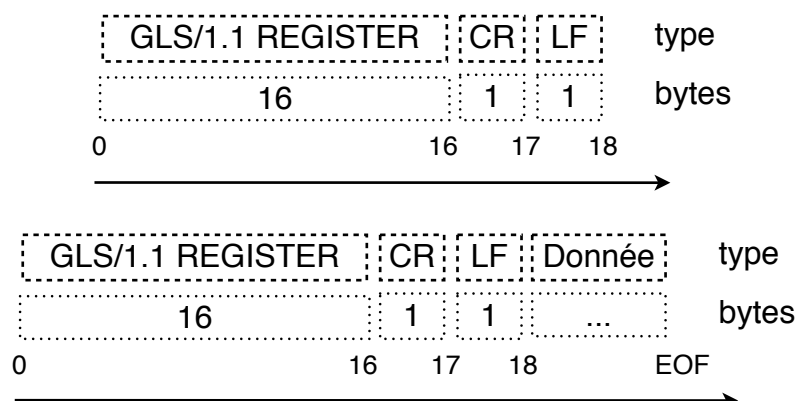 GLS/1.1 REGISTER CR LF type
16 1 1 bytes
0 16 17 18
GLS/1.1 REGISTER CR LF Donnée type
16 1 1 ... bytes
0 16 17 18 EOF